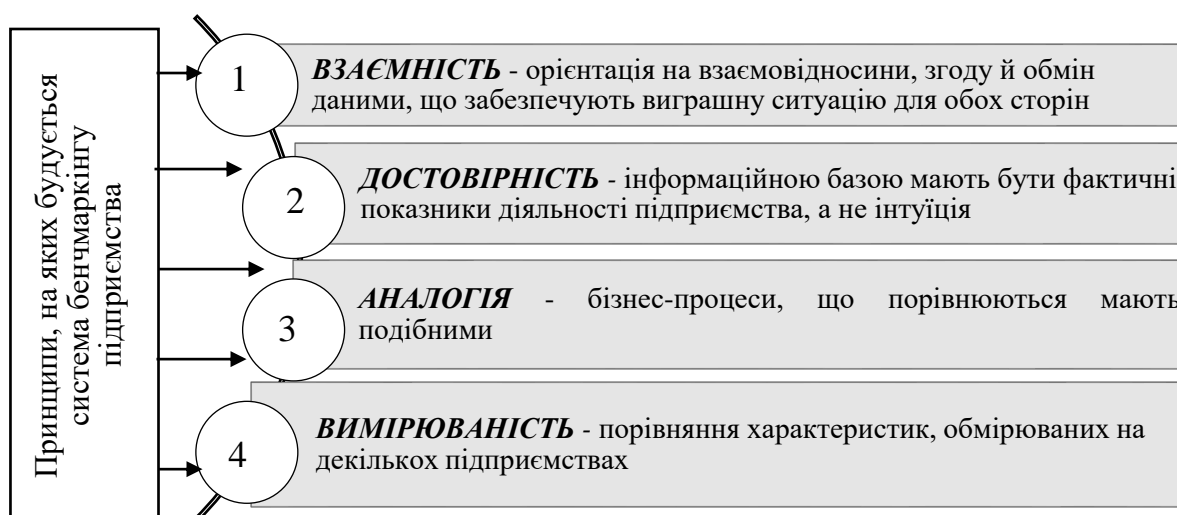 Принципи, на яких будується
система бенчмаркінгу
підприємства
1
ВЗАЄМНІСТЬ - орієнтація на взаємовідносини, згоду й обмін
даними, що забезпечують виграшну ситуацію для обох сторін
2
ДОСТОВІРНІСТЬ - інформаційною базою мають бути фактичні
показники діяльності підприємства, а не інтуїція
3
АНАЛОГІЯ - бізнес-процеси, що порівнюються мають
подібними
4
ВИМІРЮВАНІСТЬ - порівняння характеристик, обмірюваних на
декількох підприємствах